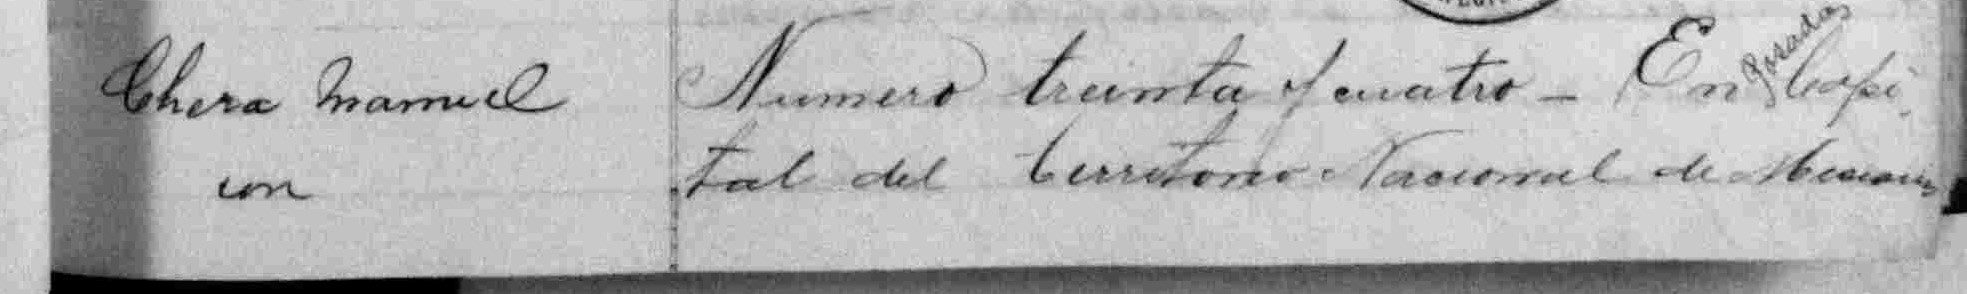 Chera Manuel
con
Numero treinta y cuatro - En Posadas Capi
tal del Territorio Nacional de Misiones